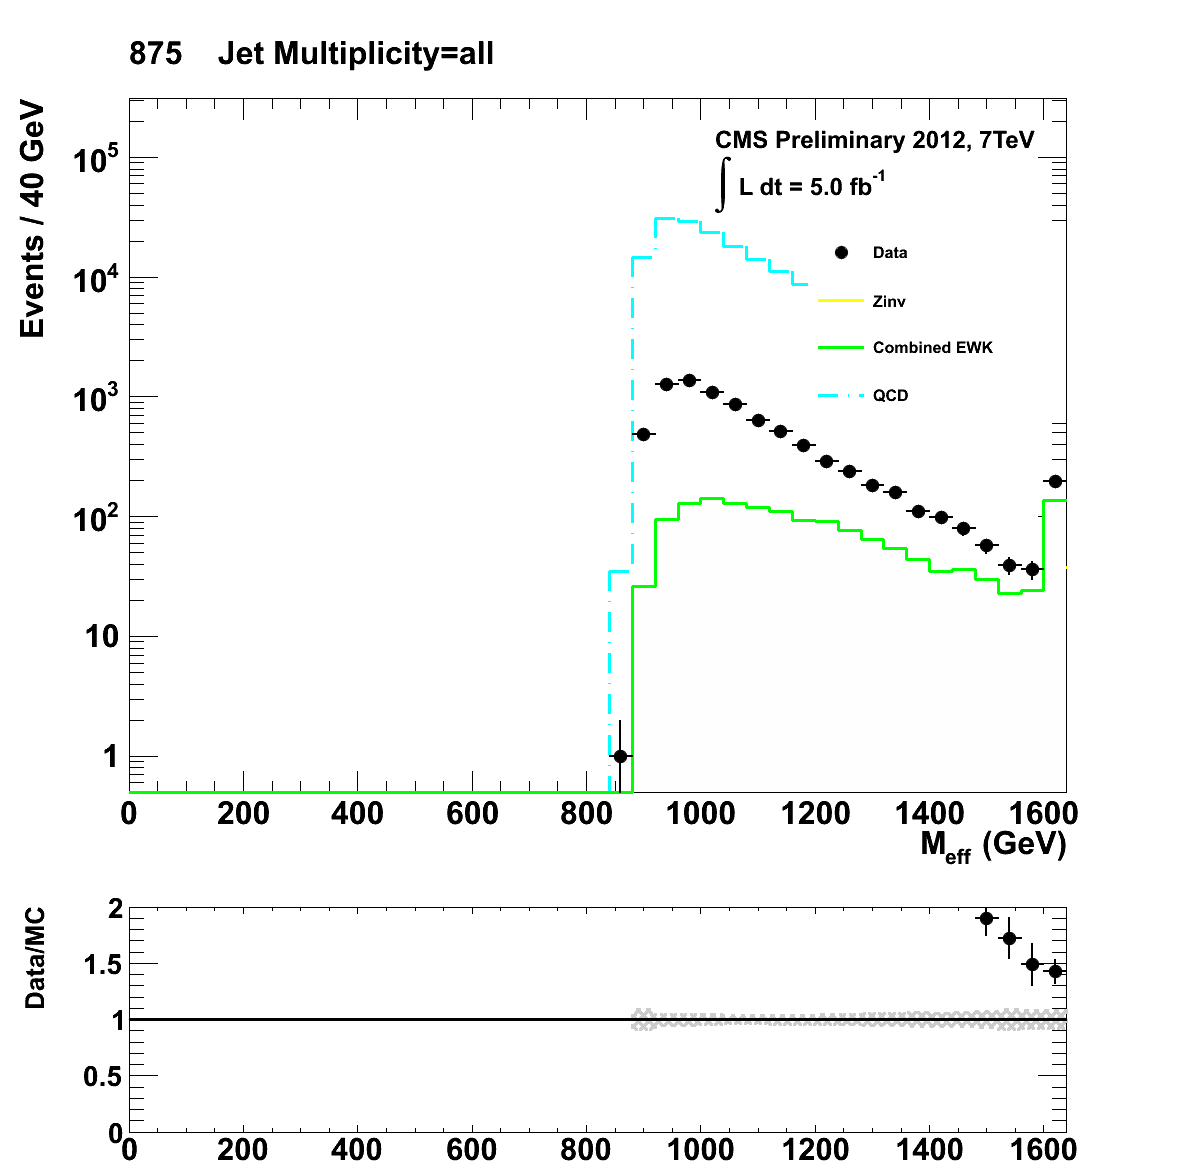 875 Jet Multiplicity=all
Events / 40 GeV
10^5
10^4
10^3
10^2
10
1
CMS Preliminary 2012, 7TeV
∫ L dt = 5.0 fb^-1
Data
Zinv
Combined EWK
QCD
0 200 400 600 800 1000 1200 1400 1600
M_eff (GeV)
Data/MC
2
1.5
1
0.5
0
0 200 400 600 800 1000 1200 1400 1600